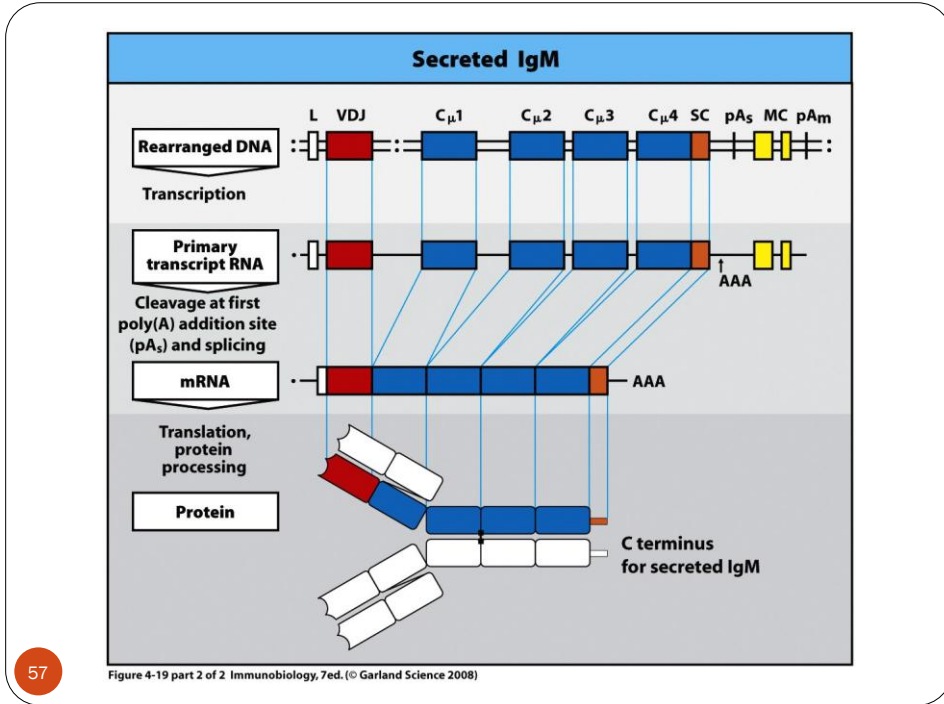 Secreted IgM
L VDJ Cμ1 Cμ2 Cμ3 Cμ4 SC pAs MC pAm
Rearranged DNA
Transcription
Primary
transcript RNA
AAA
Cleavage at first
poly(A) addition site
(pAs) and splicing
mRNA
AAA
Translation,
protein
processing
Protein
C terminus
for secreted IgM
57
Figure 4-19 part 2 of 2 Immunobiology, 7ed. (© Garland Science 2008)